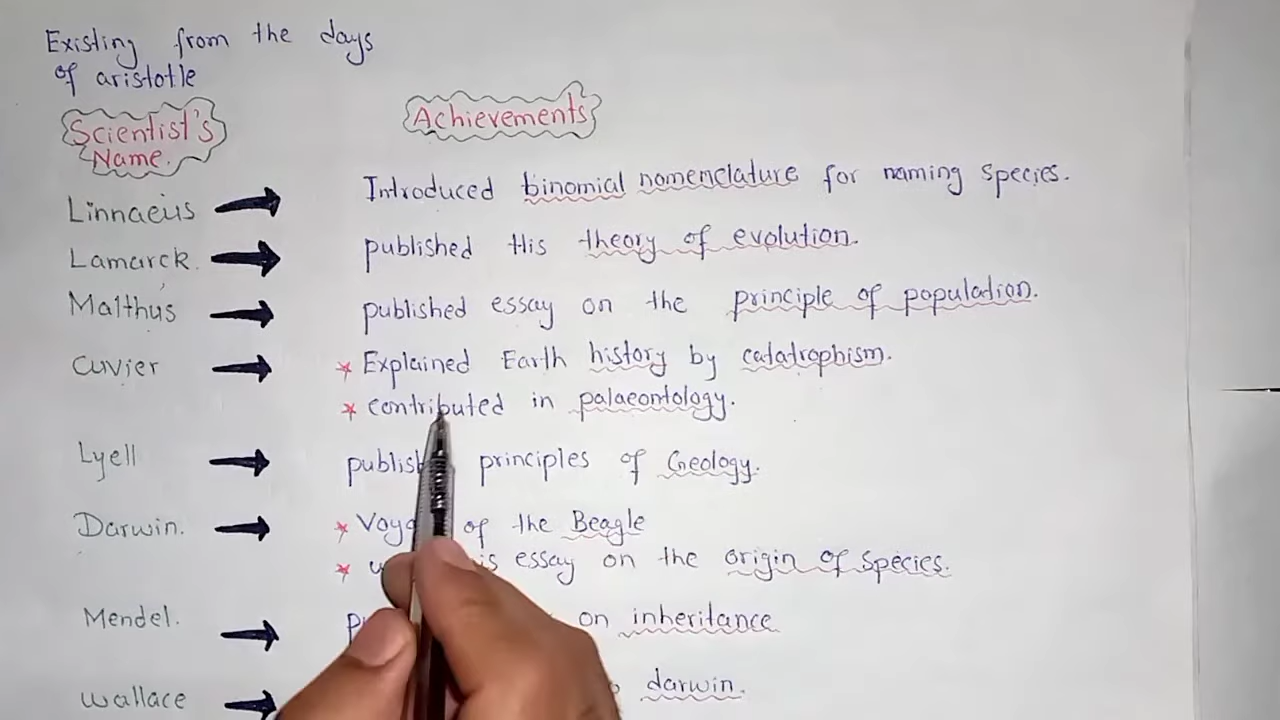 Existing from the days
of aristotle
Scientist's
Name.
Achievements
Linnaeus
Introduced binomial nomenclature for naming species.
Lamarck.
published His theory of evolution.
Malthus
published essay on the principle of population.
Cuvier
* Explained Earth history by catatrophism.
* contributed in palaeontology.
Lyell
principles of Geology.
Darwin.
* of the Beagle
* essay on the origin of species.
Mendel.
on inheritance
Wallace
darwin.